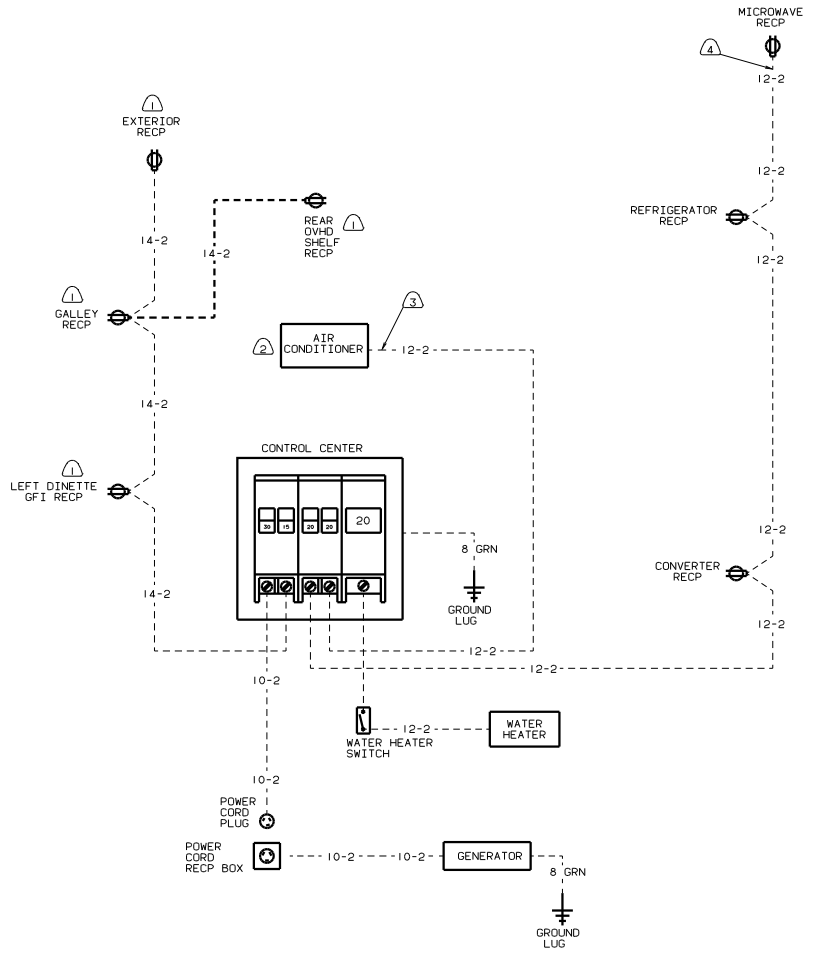 MICROWAVE
RECP
4
12-2
1
EXTERIOR
RECP
12-2
REFRIGERATOR
RECP
REAR
OVHD
SHELF
RECP
1
14-2
14-2
12-2
1
GALLEY
RECP
3
2
AIR
CONDITIONER
12-2
14-2
CONTROL CENTER
1
LEFT DINETTE
GFI RECP
30
15
20
20
20
12-2
8 GRN
CONVERTER
RECP
14-2
GROUND
LUG
12-2
12-2
12-2
10-2
WATER HEATER
SWITCH
12-2
WATER
HEATER
10-2
POWER
CORD
PLUG
POWER
CORD
RECP BOX
10-2
10-2
GENERATOR
8 GRN
GROUND
LUG